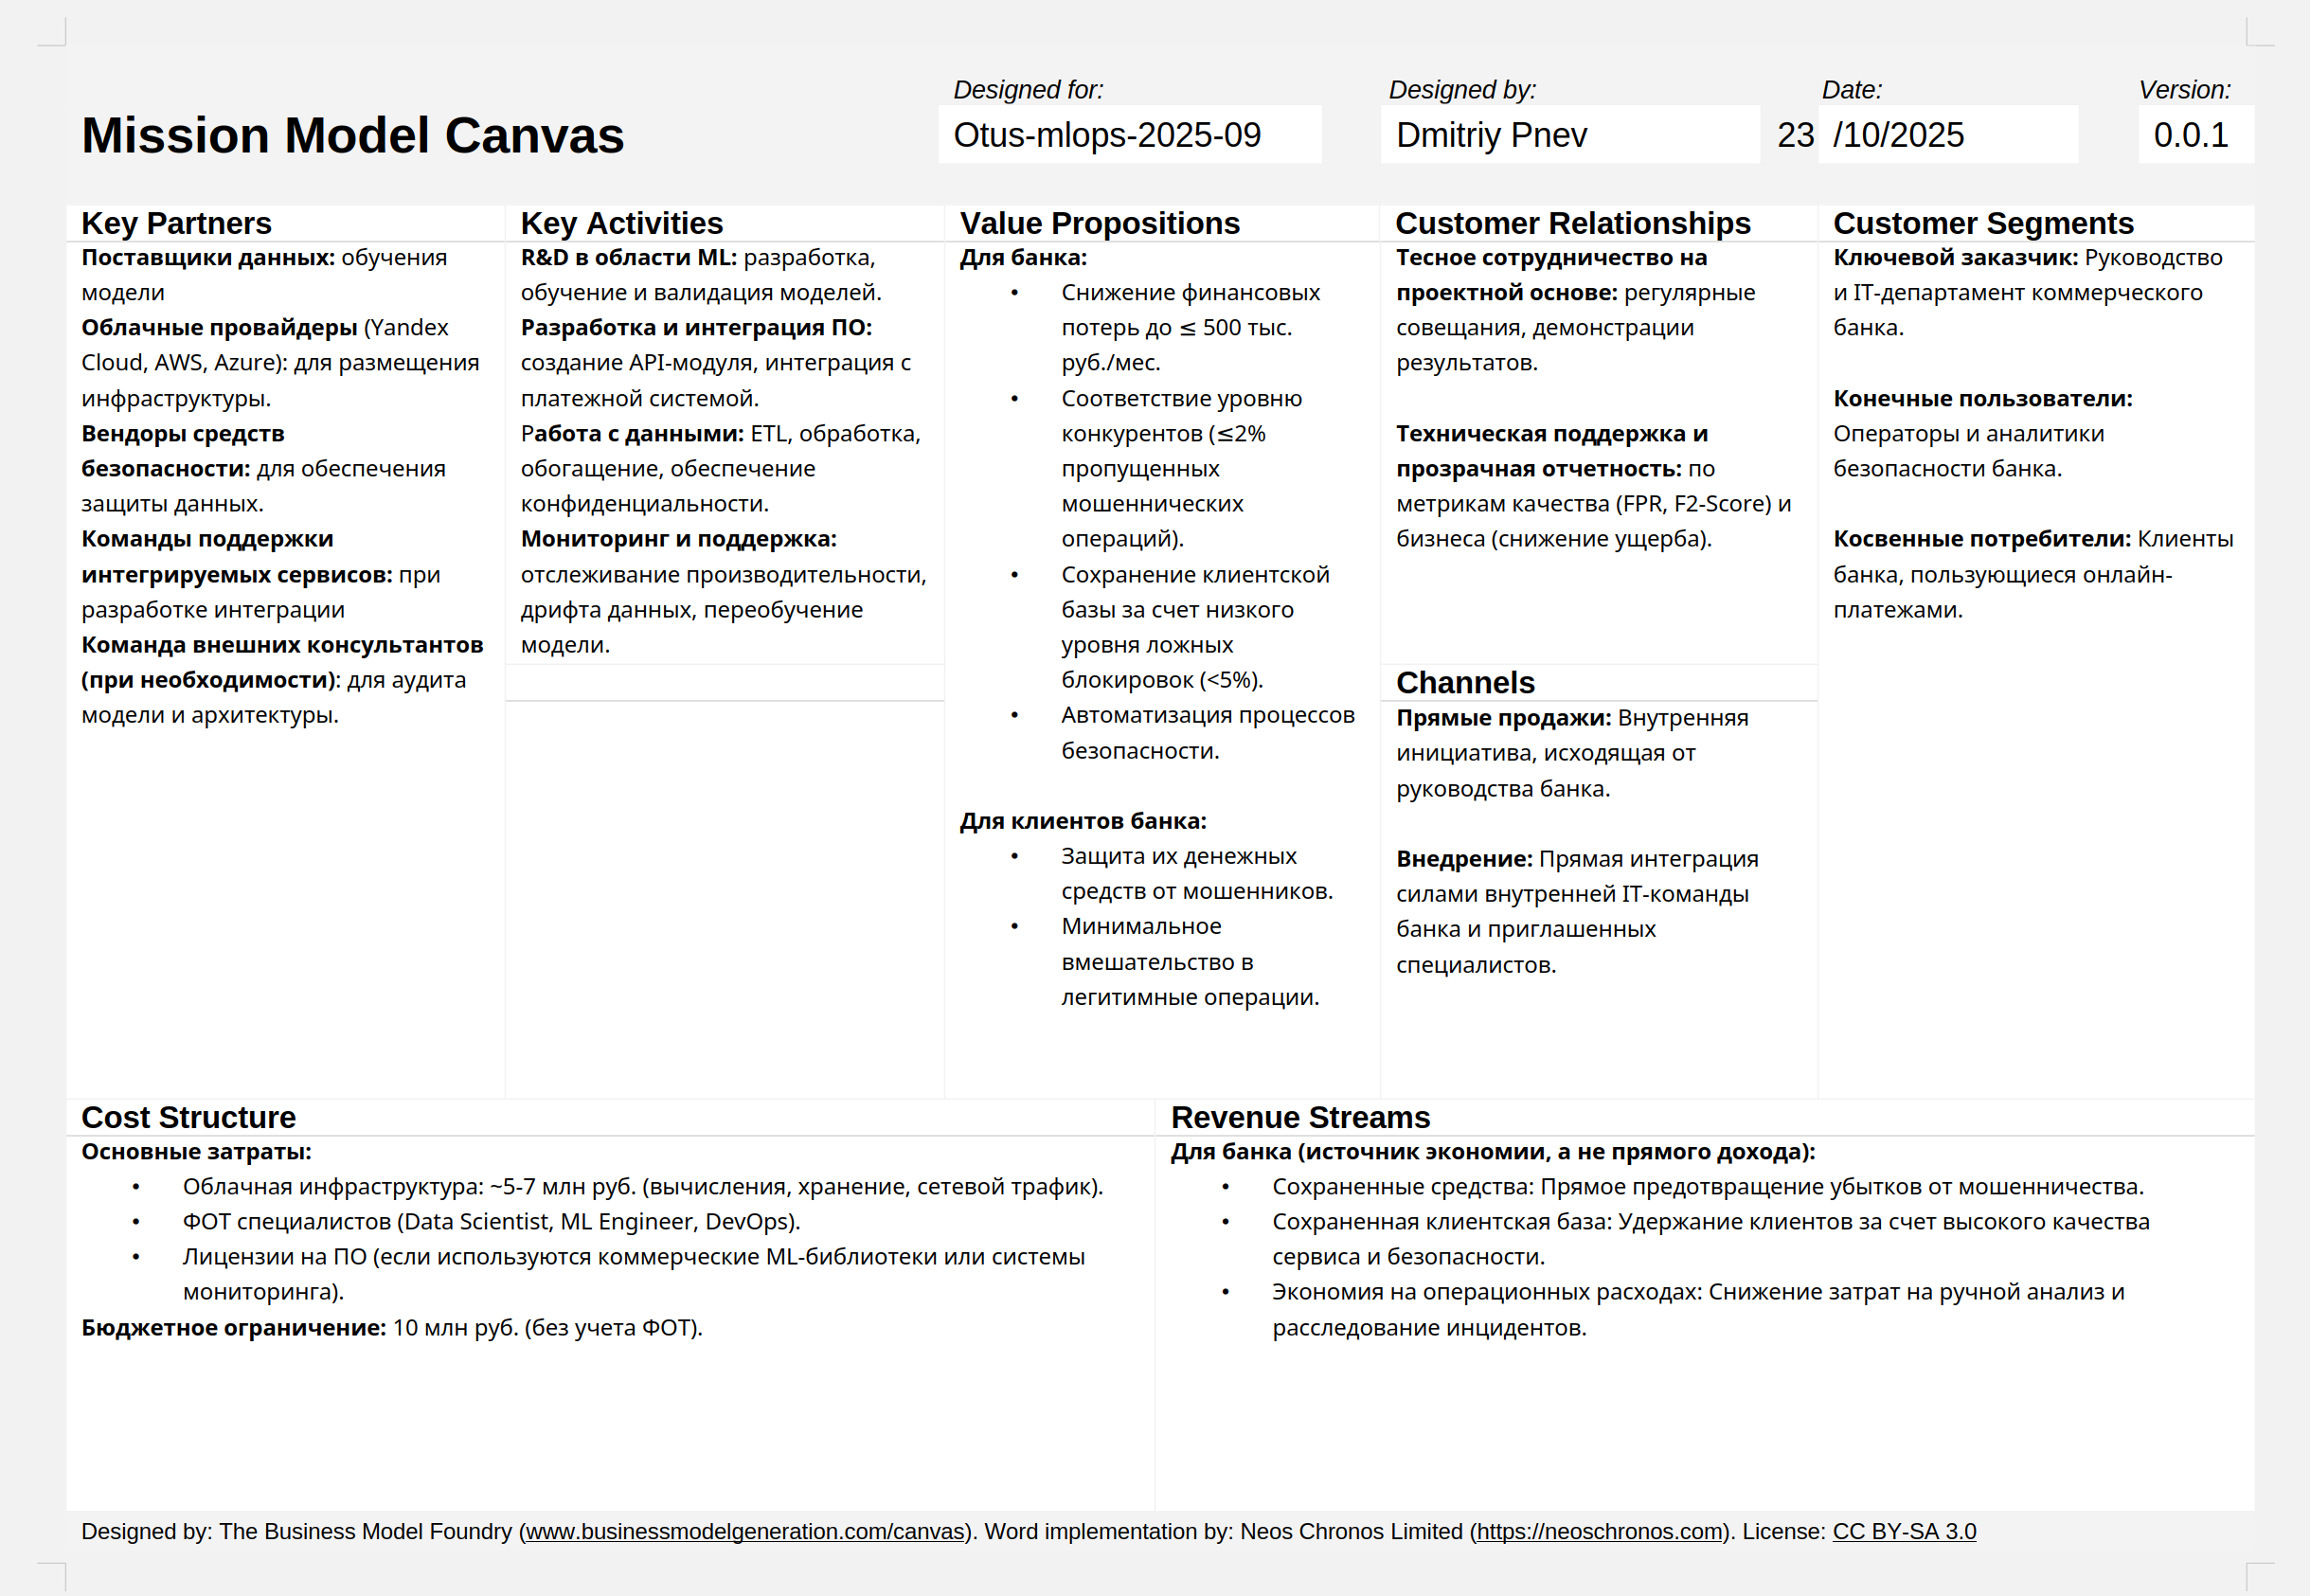 Designed for:
Designed by:
Date:
Version:
Mission Model Canvas
Otus-mlops-2025-09
Dmitriy Pnev
23 /10/2025
0.0.1
Key Partners
Поставщики данных: обучения
модели
Облачные провайдеры (Yandex
Cloud, AWS, Azure): для размещения
инфраструктуры.
Вендоры средств
безопасности: для обеспечения
защиты данных.
Команды поддержки
интегрируемых сервисов: при
разработке интеграции
Команда внешних консультантов
(при необходимости): для аудита
модели и архитектуры.
Key Activities
R&D в области ML: разработка,
обучение и валидация моделей.
Разработка и интеграция ПО:
создание API-модуля, интеграция с
платежной системой.
Работа с данными: ETL, обработка,
обогащение, обеспечение
конфиденциальности.
Мониторинг и поддержка:
отслеживание производительности,
дрифта данных, переобучение
модели.
Value Propositions
Для банка:
• Снижение финансовых
потерь до ≤ 500 тыс.
руб./мес.
• Соответствие уровню
конкурентов (≤2%
пропущенных
мошеннических
операций).
• Сохранение клиентской
базы за счет низкого
уровня ложных
блокировок (<5%).
• Автоматизация процессов
безопасности.
Для клиентов банка:
• Защита их денежных
средств от мошенников.
• Минимальное
вмешательство в
легитимные операции.
Customer Relationships
Тесное сотрудничество на
проектной основе: регулярные
совещания, демонстрации
результатов.
Техническая поддержка и
прозрачная отчетность: по
метрикам качества (FPR, F2-Score) и
бизнеса (снижение ущерба).
Channels
Прямые продажи: Внутренняя
инициатива, исходящая от
руководства банка.
Внедрение: Прямая интеграция
силами внутренней IT-команды
банка и приглашенных
специалистов.
Customer Segments
Ключевой заказчик: Руководство
и IT-департамент коммерческого
банка.
Конечные пользователи:
Операторы и аналитики
безопасности банка.
Косвенные потребители: Клиенты
банка, пользующиеся онлайн-
платежами.
Cost Structure
Основные затраты:
• Облачная инфраструктура: ~5-7 млн руб. (вычисления, хранение, сетевой трафик).
• ФОТ специалистов (Data Scientist, ML Engineer, DevOps).
• Лицензии на ПО (если используются коммерческие ML-библиотеки или системы
мониторинга).
Бюджетное ограничение: 10 млн руб. (без учета ФОТ).
Revenue Streams
Для банка (источник экономии, а не прямого дохода):
• Сохраненные средства: Прямое предотвращение убытков от мошенничества.
• Сохраненная клиентская база: Удержание клиентов за счет высокого качества
сервиса и безопасности.
• Экономия на операционных расходах: Снижение затрат на ручной анализ и
расследование инцидентов.
Designed by: The Business Model Foundry (www.businessmodelgeneration.com/canvas). Word implementation by: Neos Chronos Limited (https://neoschronos.com). License: CC BY-SA 3.0